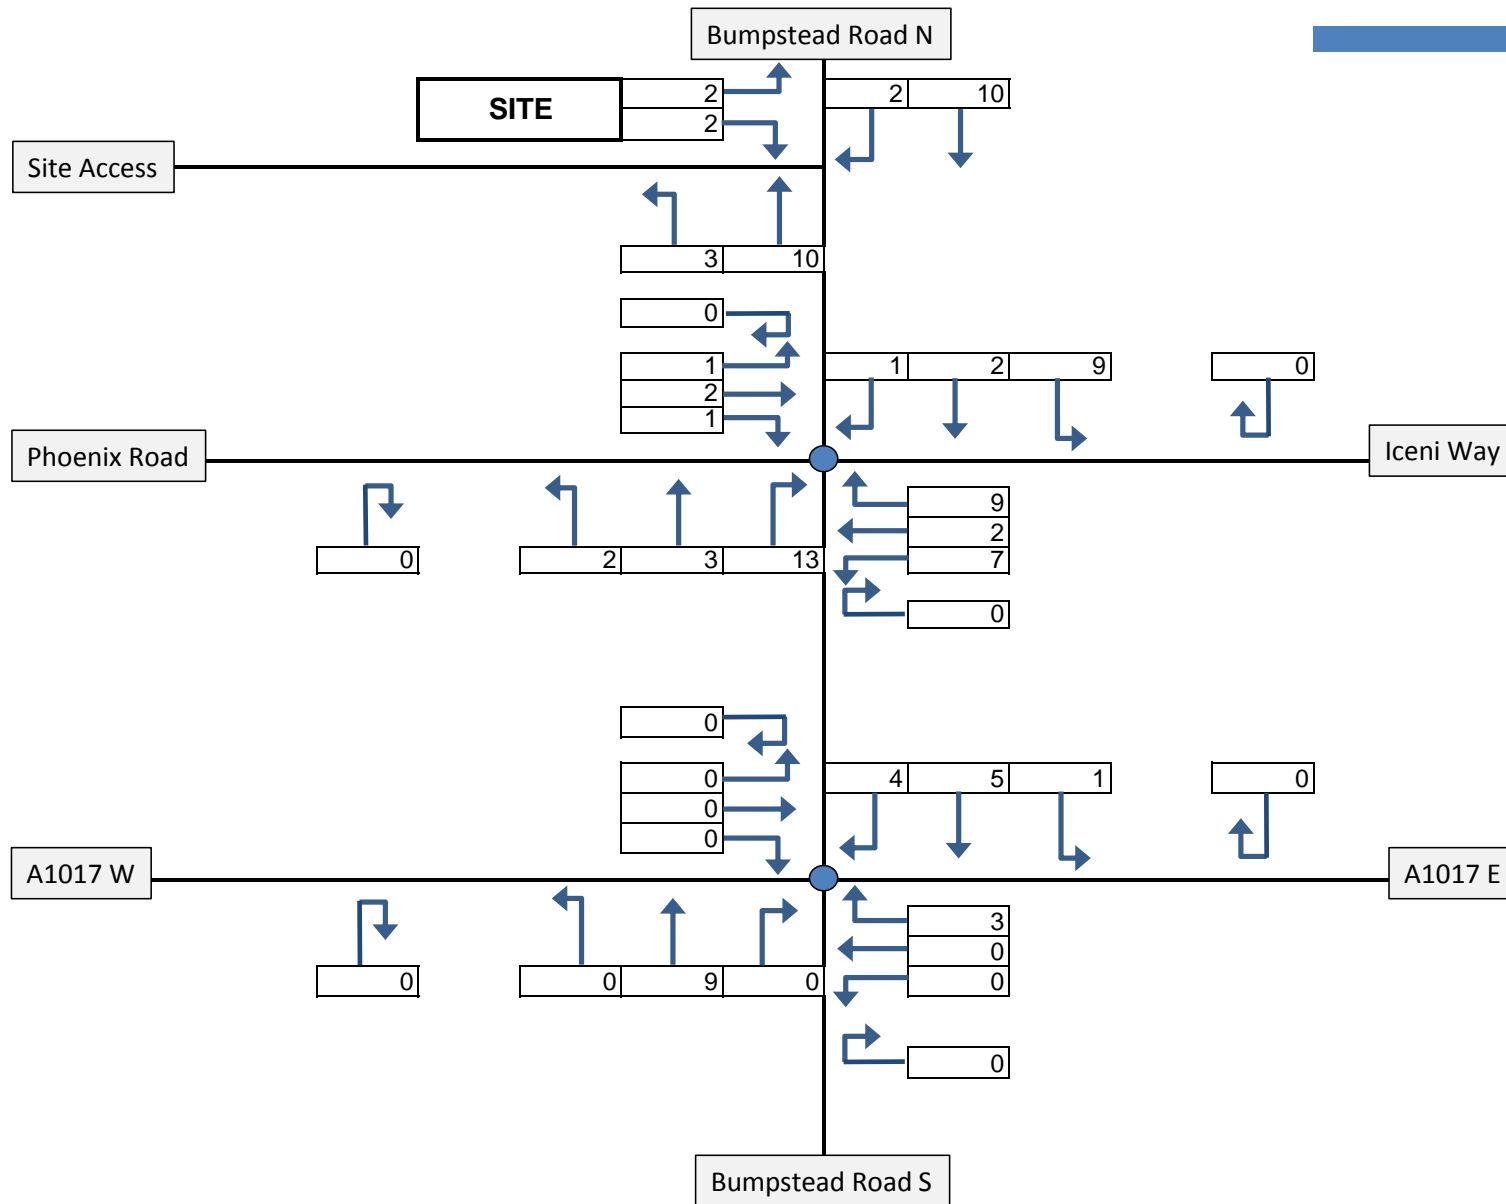 Bumpstead Road N
SITE 2 2 10
2
Site Access
3 10
0
1 1 2 9 0
2
1
Phoenix Road Iceni Way
9
2
0 2 3 13 7
0
0
0 4 5 1 0
0
0
A1017 W A1017 E
3
0
0 0 9 0 0
0
Bumpstead Road S